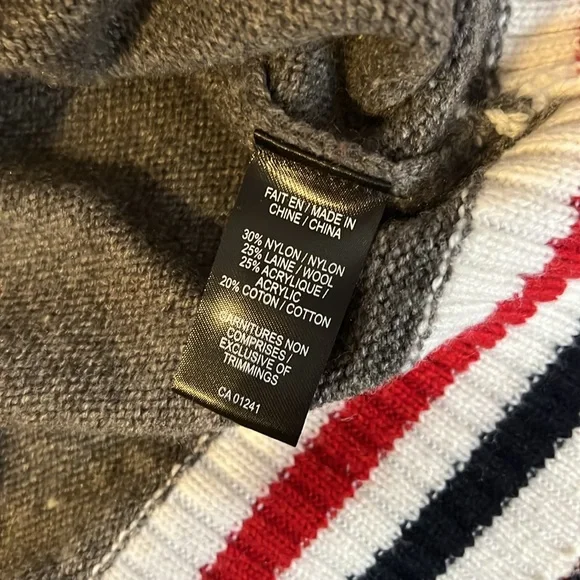 FAIT EN / MADE IN
CHINE / CHINA
30% NYLON / NYLON
25% LAINE / WOOL
25% ACRYLIQUE /
ACRYLIC
20% COTON / COTTON
GARNITURES NON
COMPRISES /
EXCLUSIVE OF
TRIMMINGS
CA 01241